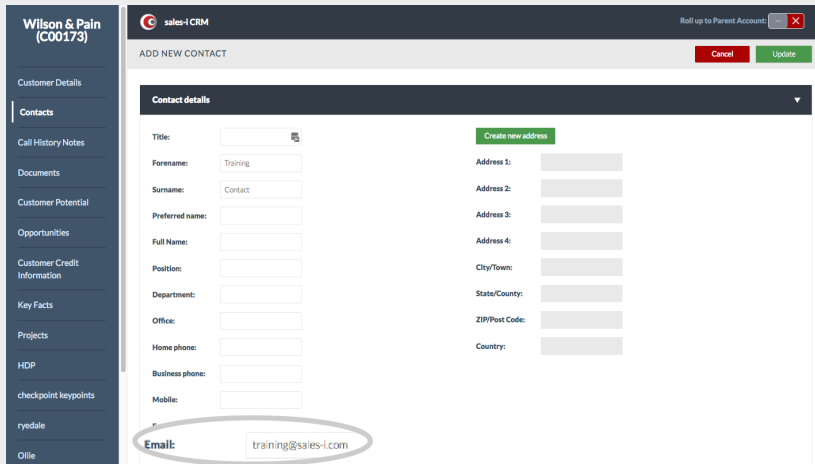 Wilson & Pain
(C00173)
Customer Details
Contacts
Call History Notes
Documents
Customer Potential
Opportunities
Customer Credit
Information
Key Facts
Projects
HDP
checkpoint keypoints
ryedale
Ollie
sales-i CRM
Roll up to Parent Account: – X
ADD NEW CONTACT
Cancel
Update
Contact details
Title:
Forename: Training
Surname: Contact
Preferred name:
Full Name:
Position:
Department:
Office:
Home phone:
Business phone:
Mobile:
Email: training@sales-i.com
Create new address
Address 1:
Address 2:
Address 3:
Address 4:
City/Town:
State/County:
ZIP/Post Code:
Country: